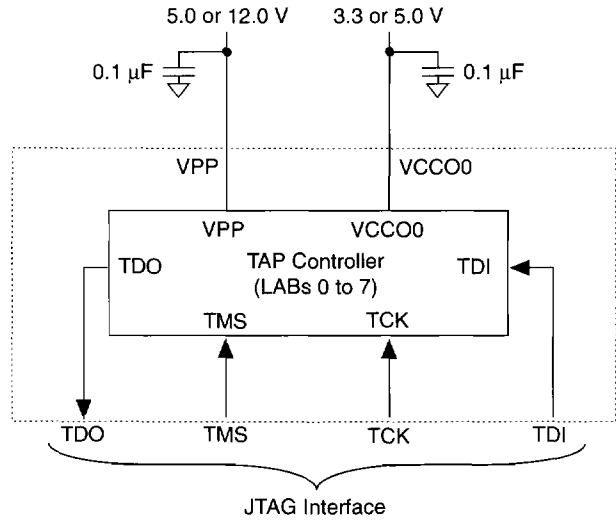 5.0 or 12.0 V
3.3 or 5.0 V
0.1 μF
0.1 μF
VPP
VCCO0
VPP
VCCO0
TDO
TAP Controller
(LABs 0 to 7)
TDI
TMS
TCK
TDO
TMS
TCK
TDI
JTAG Interface